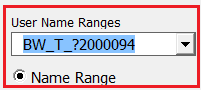 User Name Ranges
BW_T_?2000094
Name Range